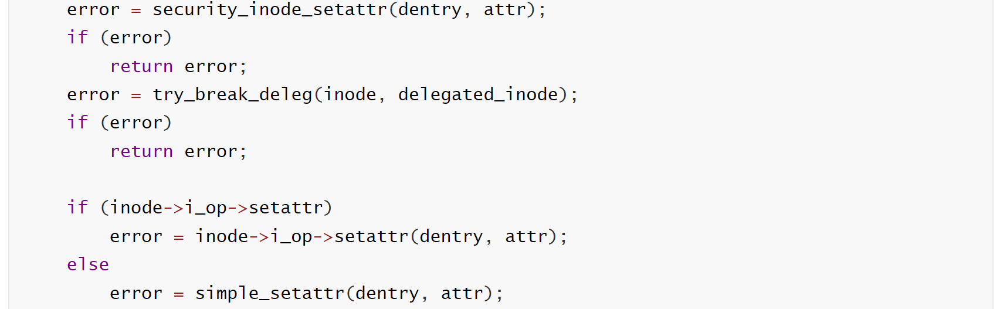 error = security_inode_setattr(dentry, attr);
if (error)
return error;
error = try_break_deleg(inode, delegated_inode);
if (error)
return error;
if (inode->i_op->setattr)
error = inode->i_op->setattr(dentry, attr);
else
error = simple_setattr(dentry, attr);